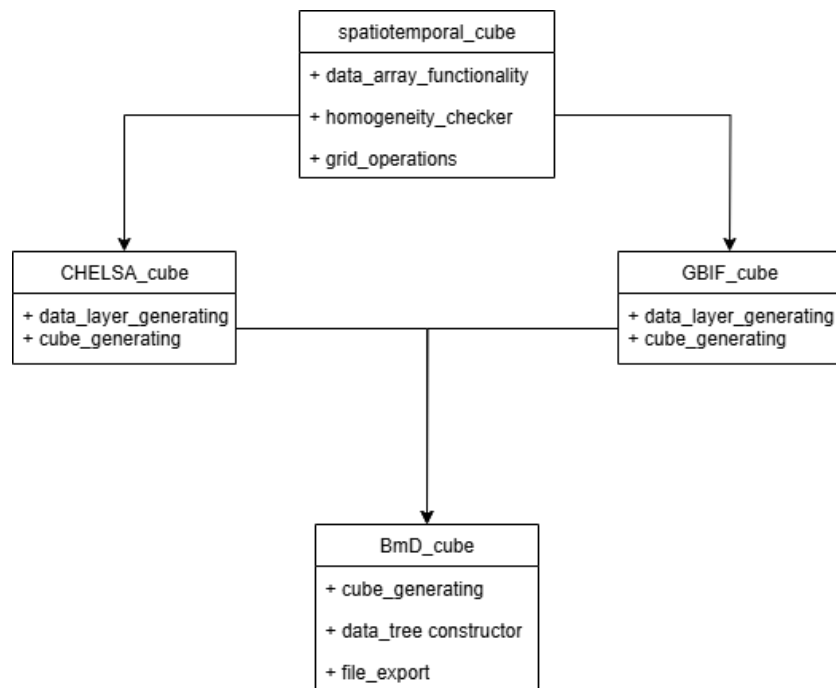 spatiotemporal_cube
+ data_array_functionality
+ homogeneity_checker
+ grid_operations
CHELSA_cube
+ data_layer_generating
+ cube_generating
GBIF_cube
+ data_layer_generating
+ cube_generating
BmD_cube
+ cube_generating
+ data_tree constructor
+ file_export